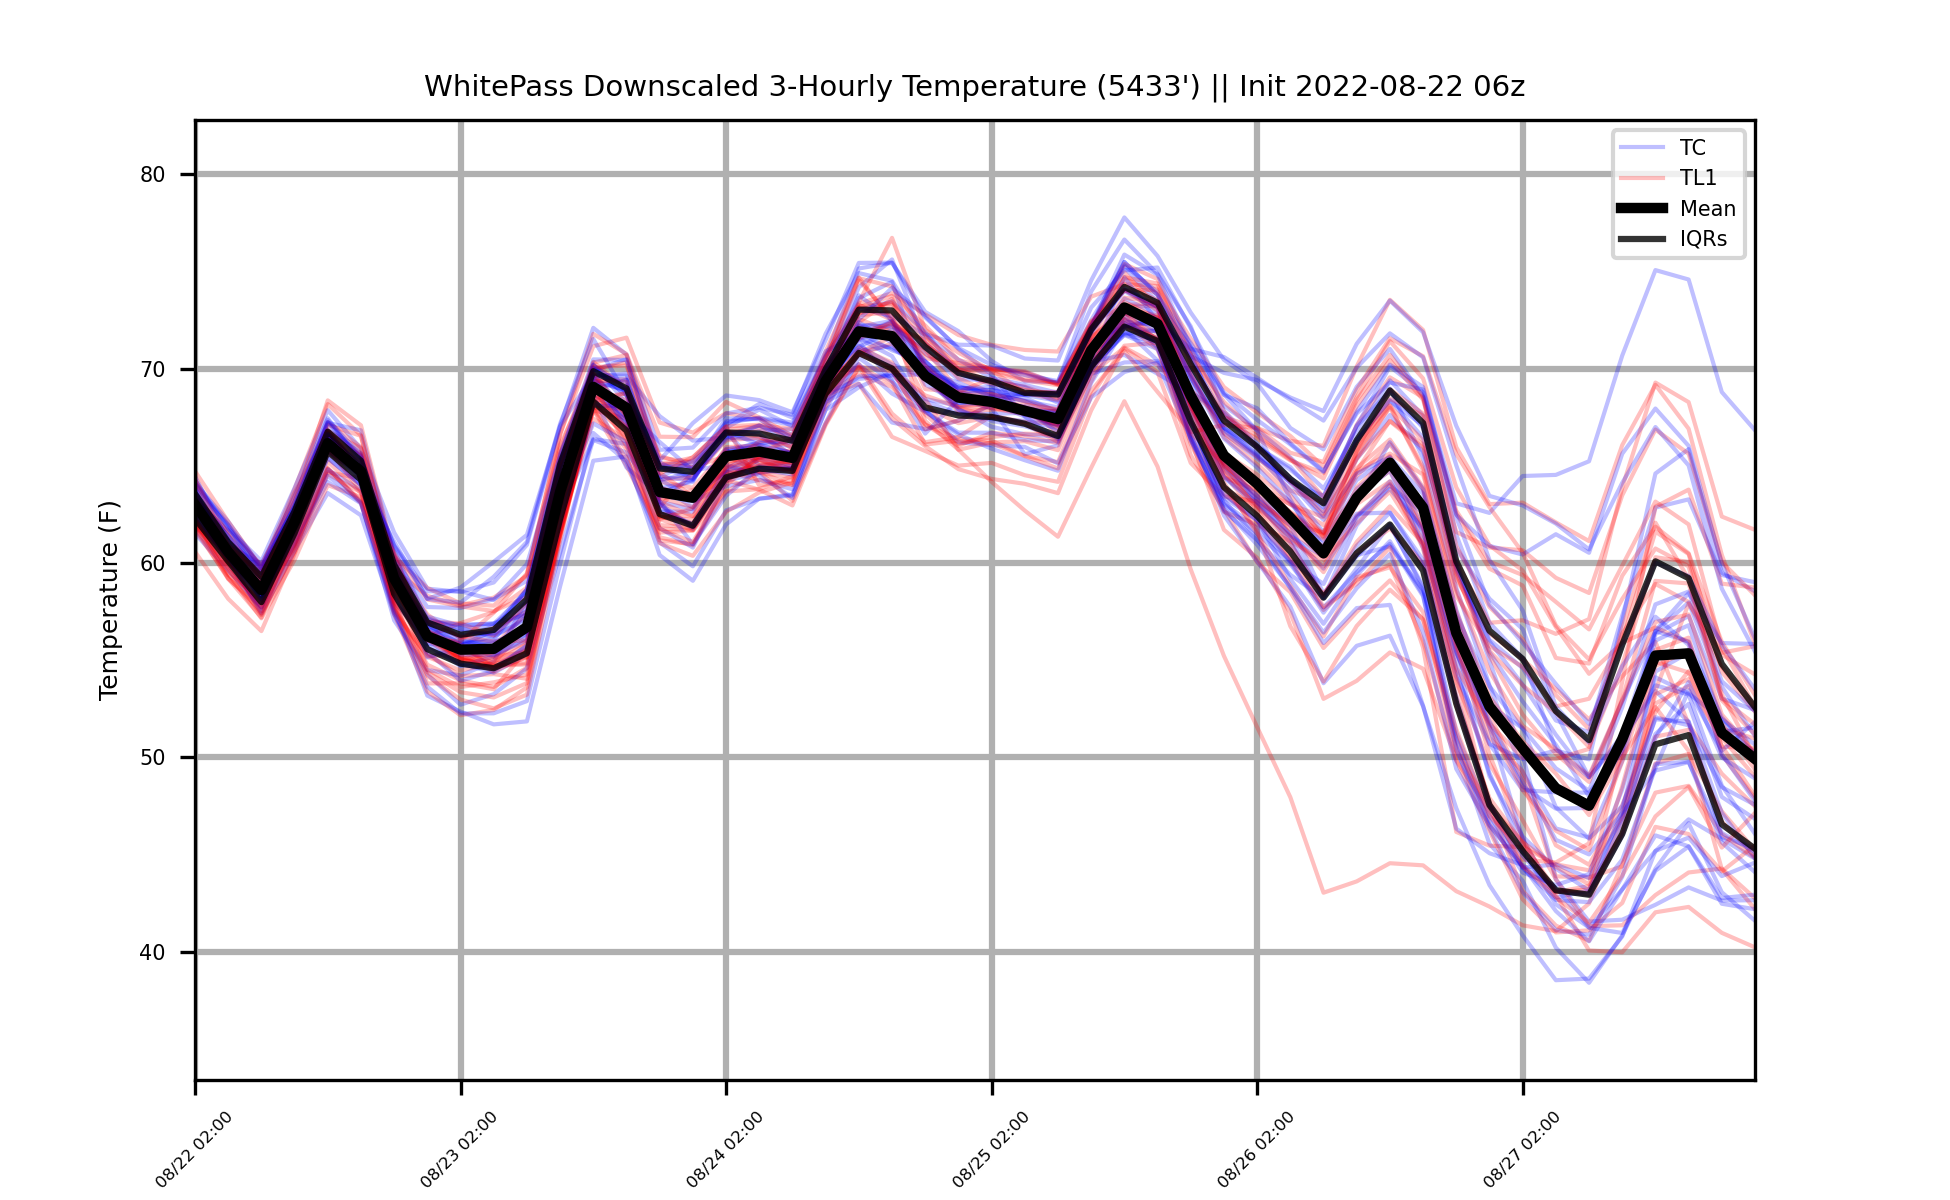 WhitePass Downscaled 3-Hourly Temperature (5433') || Init 2022-08-22 06z
TC
TL1
Mean
IQRs
Temperature (F)
80
70
60
50
40
08/22 02:00
08/23 02:00
08/24 02:00
08/25 02:00
08/26 02:00
08/27 02:00